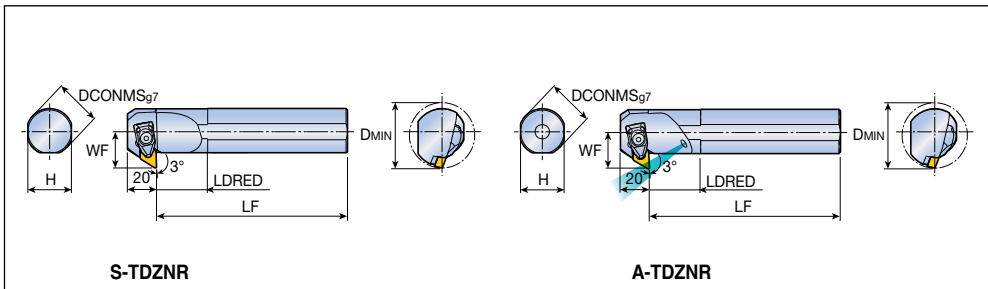 DCONMSg7
WF
H
20
3°
LDRED
LF
DMIN
S-TDZNR
DCONMSg7
WF
H
20
3°
LDRED
LF
DMIN
A-TDZNR